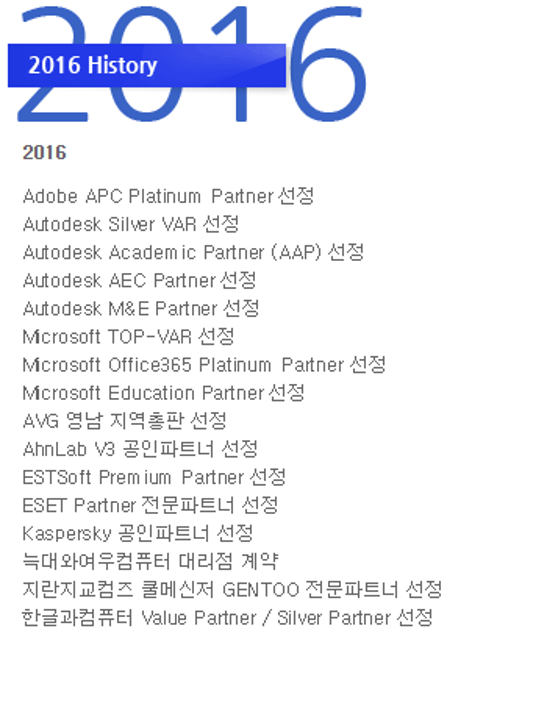 2016
2016 History
2016
Adobe APC Platinum Partner 선정
Autodesk Silver VAR 선정
Autodesk Academic Partner (AAP) 선정
Autodesk AEC Partner 선정
Autodesk M&E Partner 선정
Microsoft TOP-VAR 선정
Microsoft Office365 Platinum Partner 선정
Microsoft Education Partner 선정
AVG 영남 지역총판 선정
AhnLab V3 공인파트너 선정
ESTSoft Premium Partner 선정
ESET Partner 전문파트너 선정
Kaspersky 공인파트너 선정
늑대와여우컴퓨터 대리점 계약
지란지교컴즈 쿨메신저 GENTOO 전문파트너 선정
한글과컴퓨터 Value Partner / Silver Partner 선정